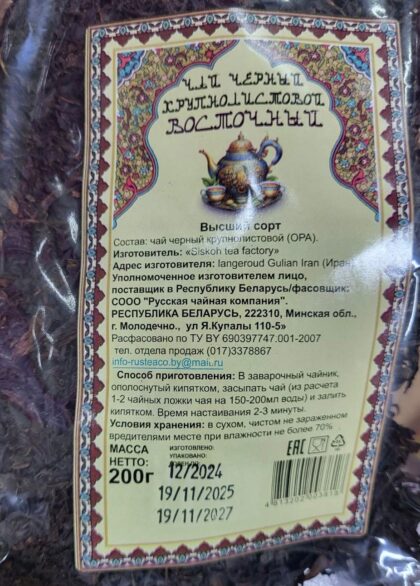 ЧАЙ ЧЕРНЫЙ
КРУПНОЛИСТОВОЙ
ВОСТОЧНЫЙ
Высший сорт
Состав: чай черный крупнолистовой (OPA).
Изготовитель: «Siskoh tea factory»
Адрес изготовителя: langeroud Gulian Iran (Иран)
Уполномоченное изготовителем лицо,
поставщик в Республику Беларусь/фасовщик:
СООО "Русская чайная компания".
РЕСПУБЛИКА БЕЛАРУСЬ, 222310, Минская обл.,
г. Молодечно., ул Я.Купалы 110-5»
Расфасовано по ТУ BY 690397747.001-2007
тел. отдела продаж (017)3378867
info-rusteaco.by@mail.ru
Способ приготовления: В заварочный чайник,
ополоснутый кипятком, засыпать чай (из расчета
1-2 чайных ложки чая на 150-200мл воды) и залить
кипятком. Время настаивания 2-3 минуты.
Условия хранения: в сухом, чистом не зараженном
вредителями месте при влажности не более 70%
МАССА
НЕТТО:
200г
ИЗГОТОВЛЕНО:
УПАКОВАНО:
12/2024
19/11/2025
19/11/2027
EAC